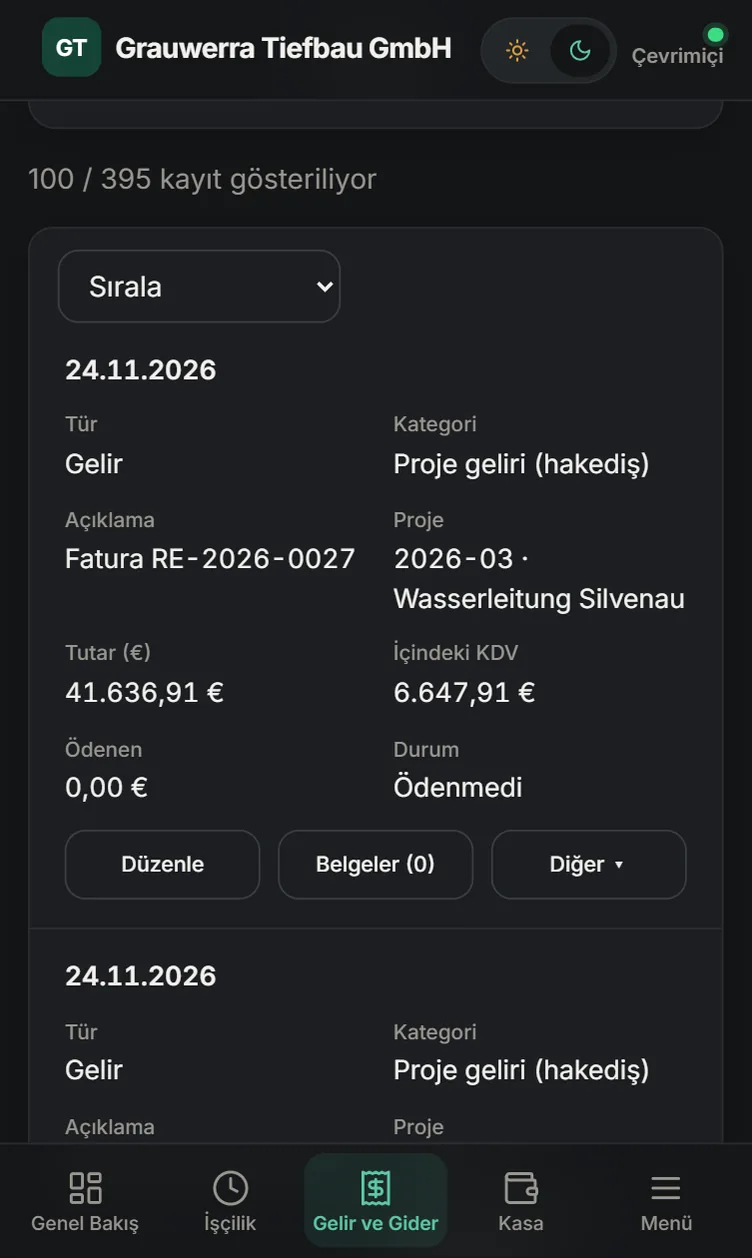 GT Grauwerra Tiefbau GmbH
Çevrimiçi
100 / 395 kayıt gösteriliyor
Sırala
24.11.2026
Tür Kategori
Gelir Proje geliri (hakediş)
Açıklama Proje
Fatura RE-2026-0027 2026-03 ·
Wasserleitung Silvenau
Tutar (€) İçindeki KDV
41.636,91 € 6.647,91 €
Ödenen Durum
0,00 € Ödenmedi
Düzenle Belgeler (0) Diğer ▾
24.11.2026
Tür Kategori
Gelir Proje geliri (hakediş)
Açıklama Proje
Genel Bakış İşçilik Gelir ve Gider Kasa Menü